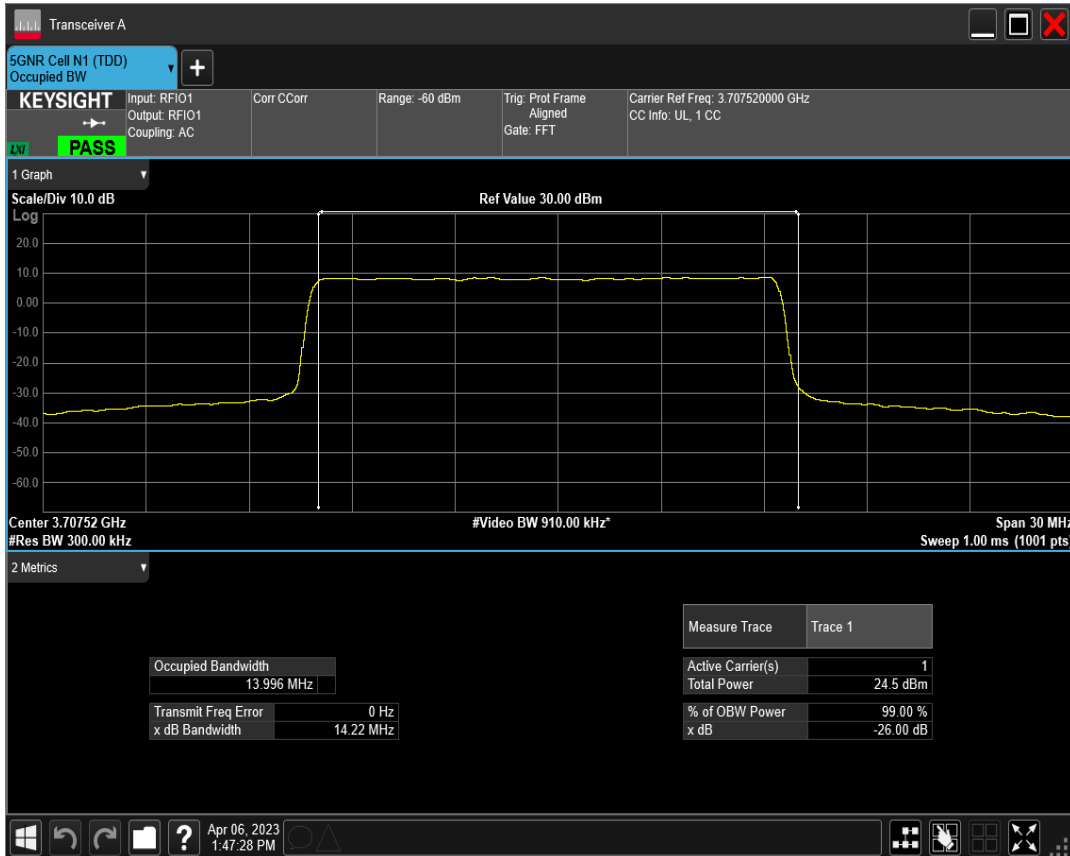 Transceiver A
5GNR Cell N1 (TDD)
Occupied BW
+
KEYSIGHT
LXI
PASS
Input: RFIO1
Output: RFIO1
Coupling: AC
Corr CCorr
Range: -60 dBm
Trig: Prot Frame
Aligned
Gate: FFT
Carrier Ref Freq: 3.707520000 GHz
CC Info: UL, 1 CC
1 Graph
Scale/Div 10.0 dB
Ref Value 30.00 dBm
Log
20.0
10.0
0.00
-10.0
-20.0
-30.0
-40.0
-50.0
-60.0
Center 3.70752 GHz
#Video BW 910.00 kHz*
Span 30 MHz
#Res BW 300.00 kHz
Sweep 1.00 ms (1001 pts)
2 Metrics
Measure Trace Trace 1
Occupied Bandwidth
13.996 MHz
Active Carrier(s) 1
Total Power 24.5 dBm
Transmit Freq Error 0 Hz
x dB Bandwidth 14.22 MHz
% of OBW Power 99.00 %
x dB -26.00 dB
?
Apr 06, 2023
1:47:28 PM